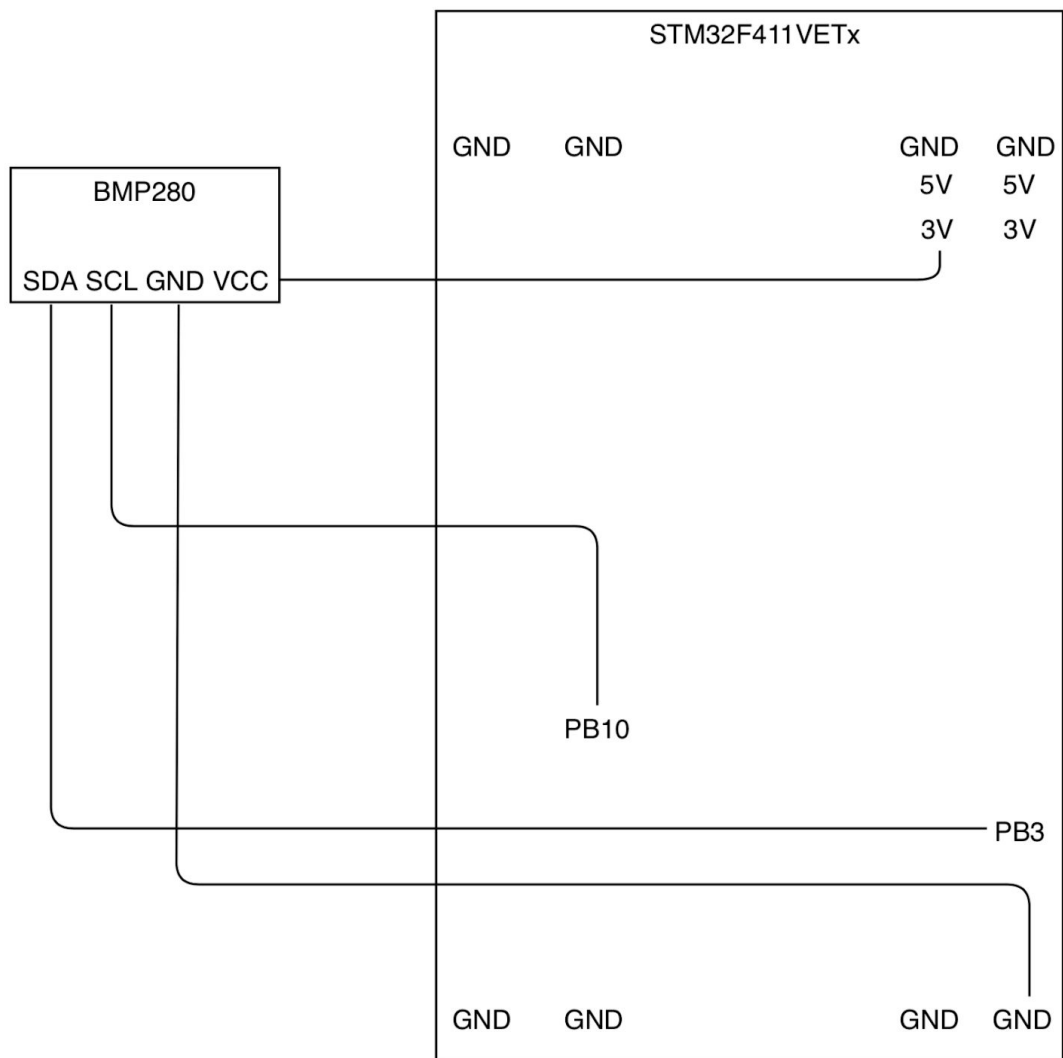 STM32F411VETx
GND GND GND GND
5V 5V
3V 3V
BMP280
SDA SCL GND VCC
PB10
PB3
GND GND GND GND